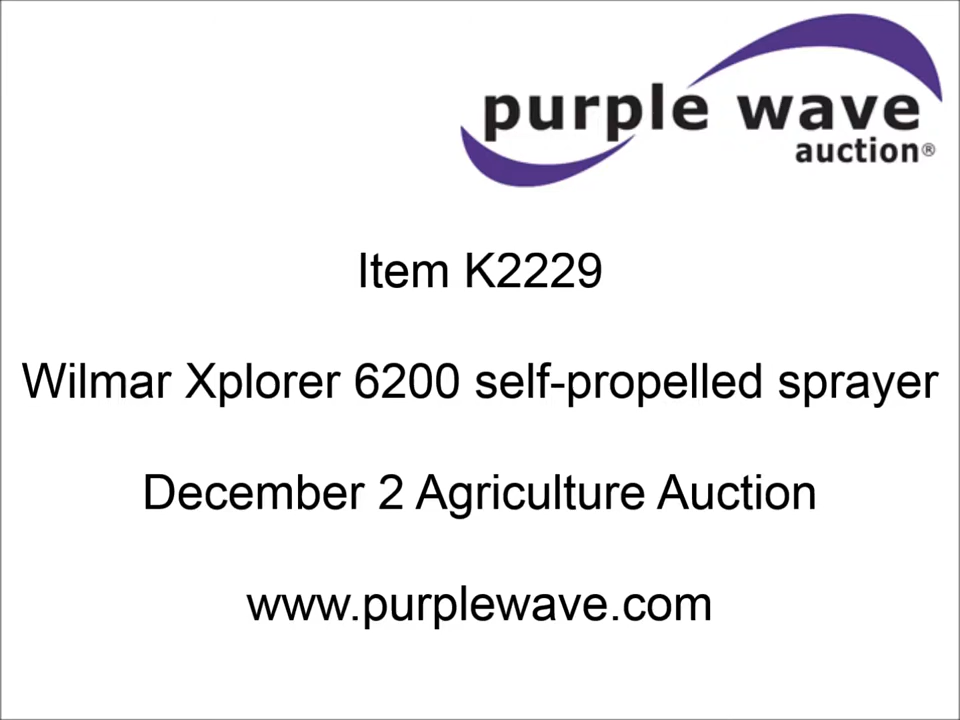 purple wave
auction®
Item K2229
Wilmar Xplorer 6200 self-propelled sprayer
December 2 Agriculture Auction
www.purplewave.com